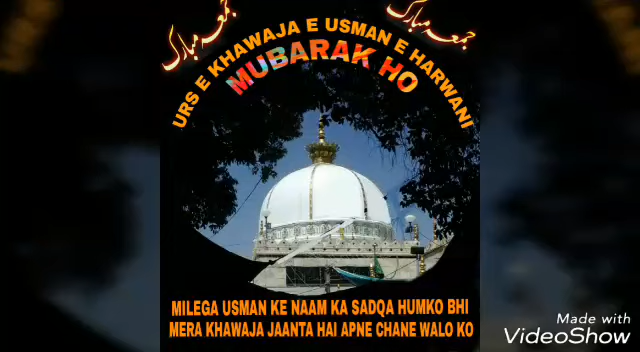 جمعہ مبارک
جمعہ مبارک
URS E KHAWAJA E USMAN E HARWANI
MUBARAK HO
MILEGA USMAN KE NAAM KA SADQA HUMKO BHI
MERA KHAWAJA JAANTA HAI APNE CHANE WALO KO
Made with
VideoShow